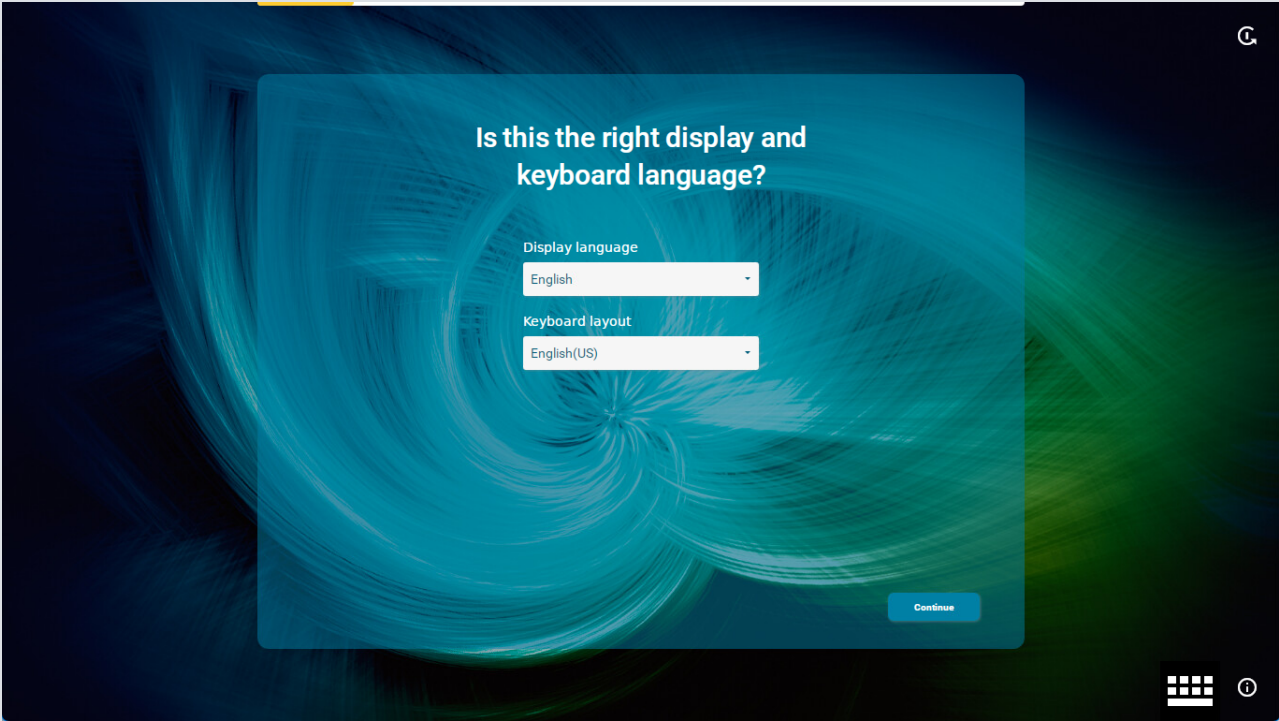 Is this the right display and
keyboard language?
Display language
English
Keyboard layout
English(US)
Continue